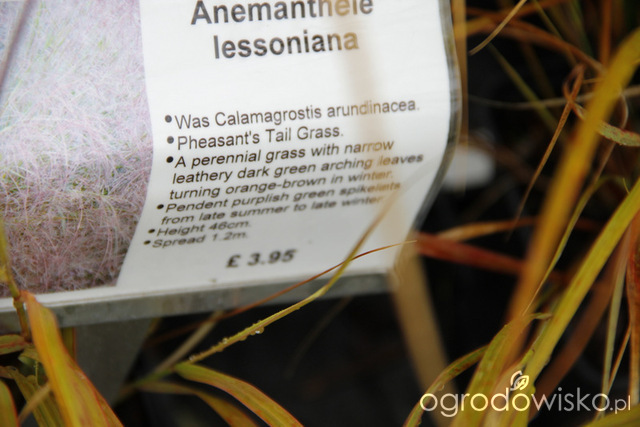 Anemanthele
lessoniana
•Was Calamagrostis arundinacea.
•Pheasant's Tail Grass.
•A perennial grass with narrow
leathery dark green arching leaves
turning orange-brown in winter.
•Pendent purplish green spikelets
from late summer to late winter
•Height 46cm.
•Spread 1.2m.
£ 3.95
ogrodowisko.pl